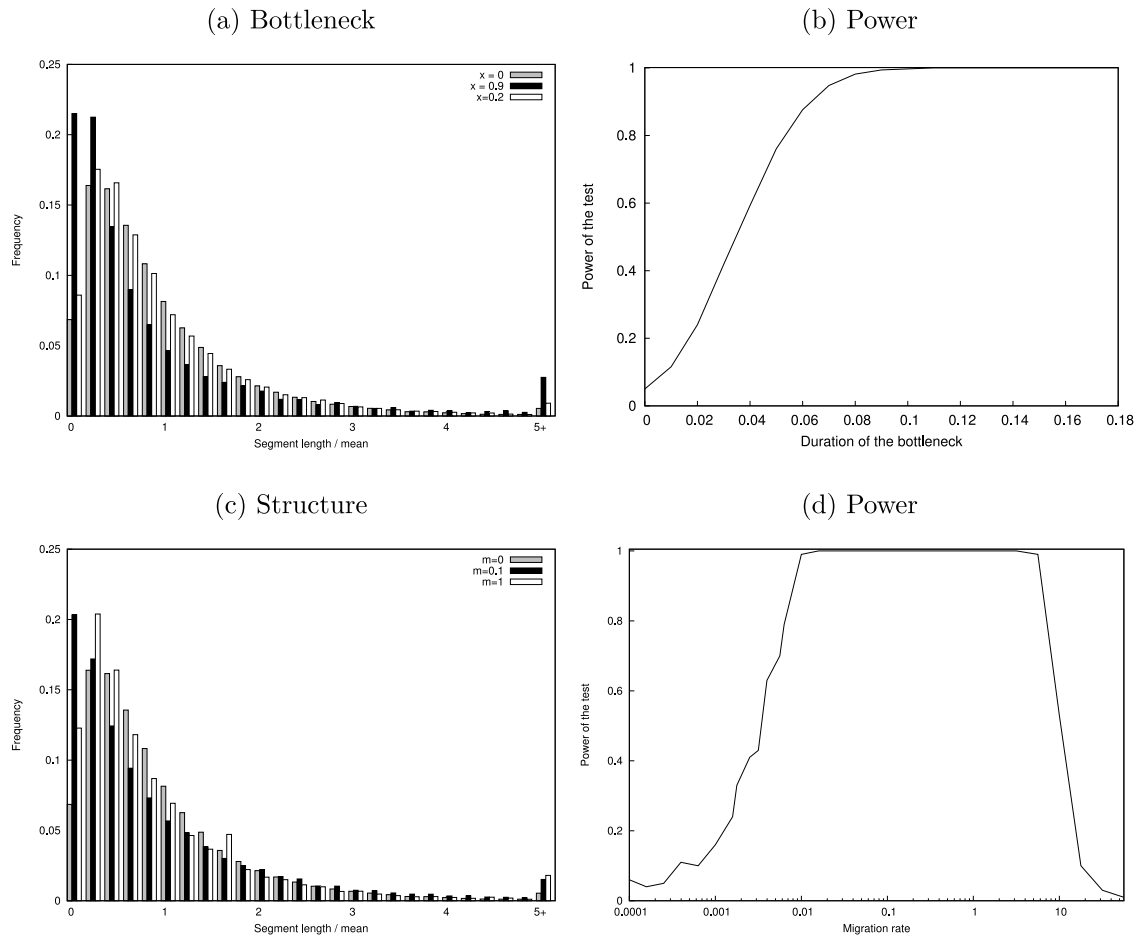 (a) Bottleneck
(b) Power
0.25
0.2
0.15
0.1
0.05
0
Frequency
x = 0
x = 0.9
x=0.2
0 1 2 3 4 5+
Segment length / mean
1
0.8
0.6
0.4
0.2
0
Power of the test
0 0.02 0.04 0.06 0.08 0.1 0.12 0.14 0.16 0.18
Duration of the bottleneck
(c) Structure
(d) Power
0.25
0.2
0.15
0.1
0.05
0
Frequency
m=0
m=0.1
m=1
0 1 2 3 4 5+
Segment length / mean
1
0.8
0.6
0.4
0.2
0
Power of the test
0.0001 0.001 0.01 0.1 1 10
Migration rate